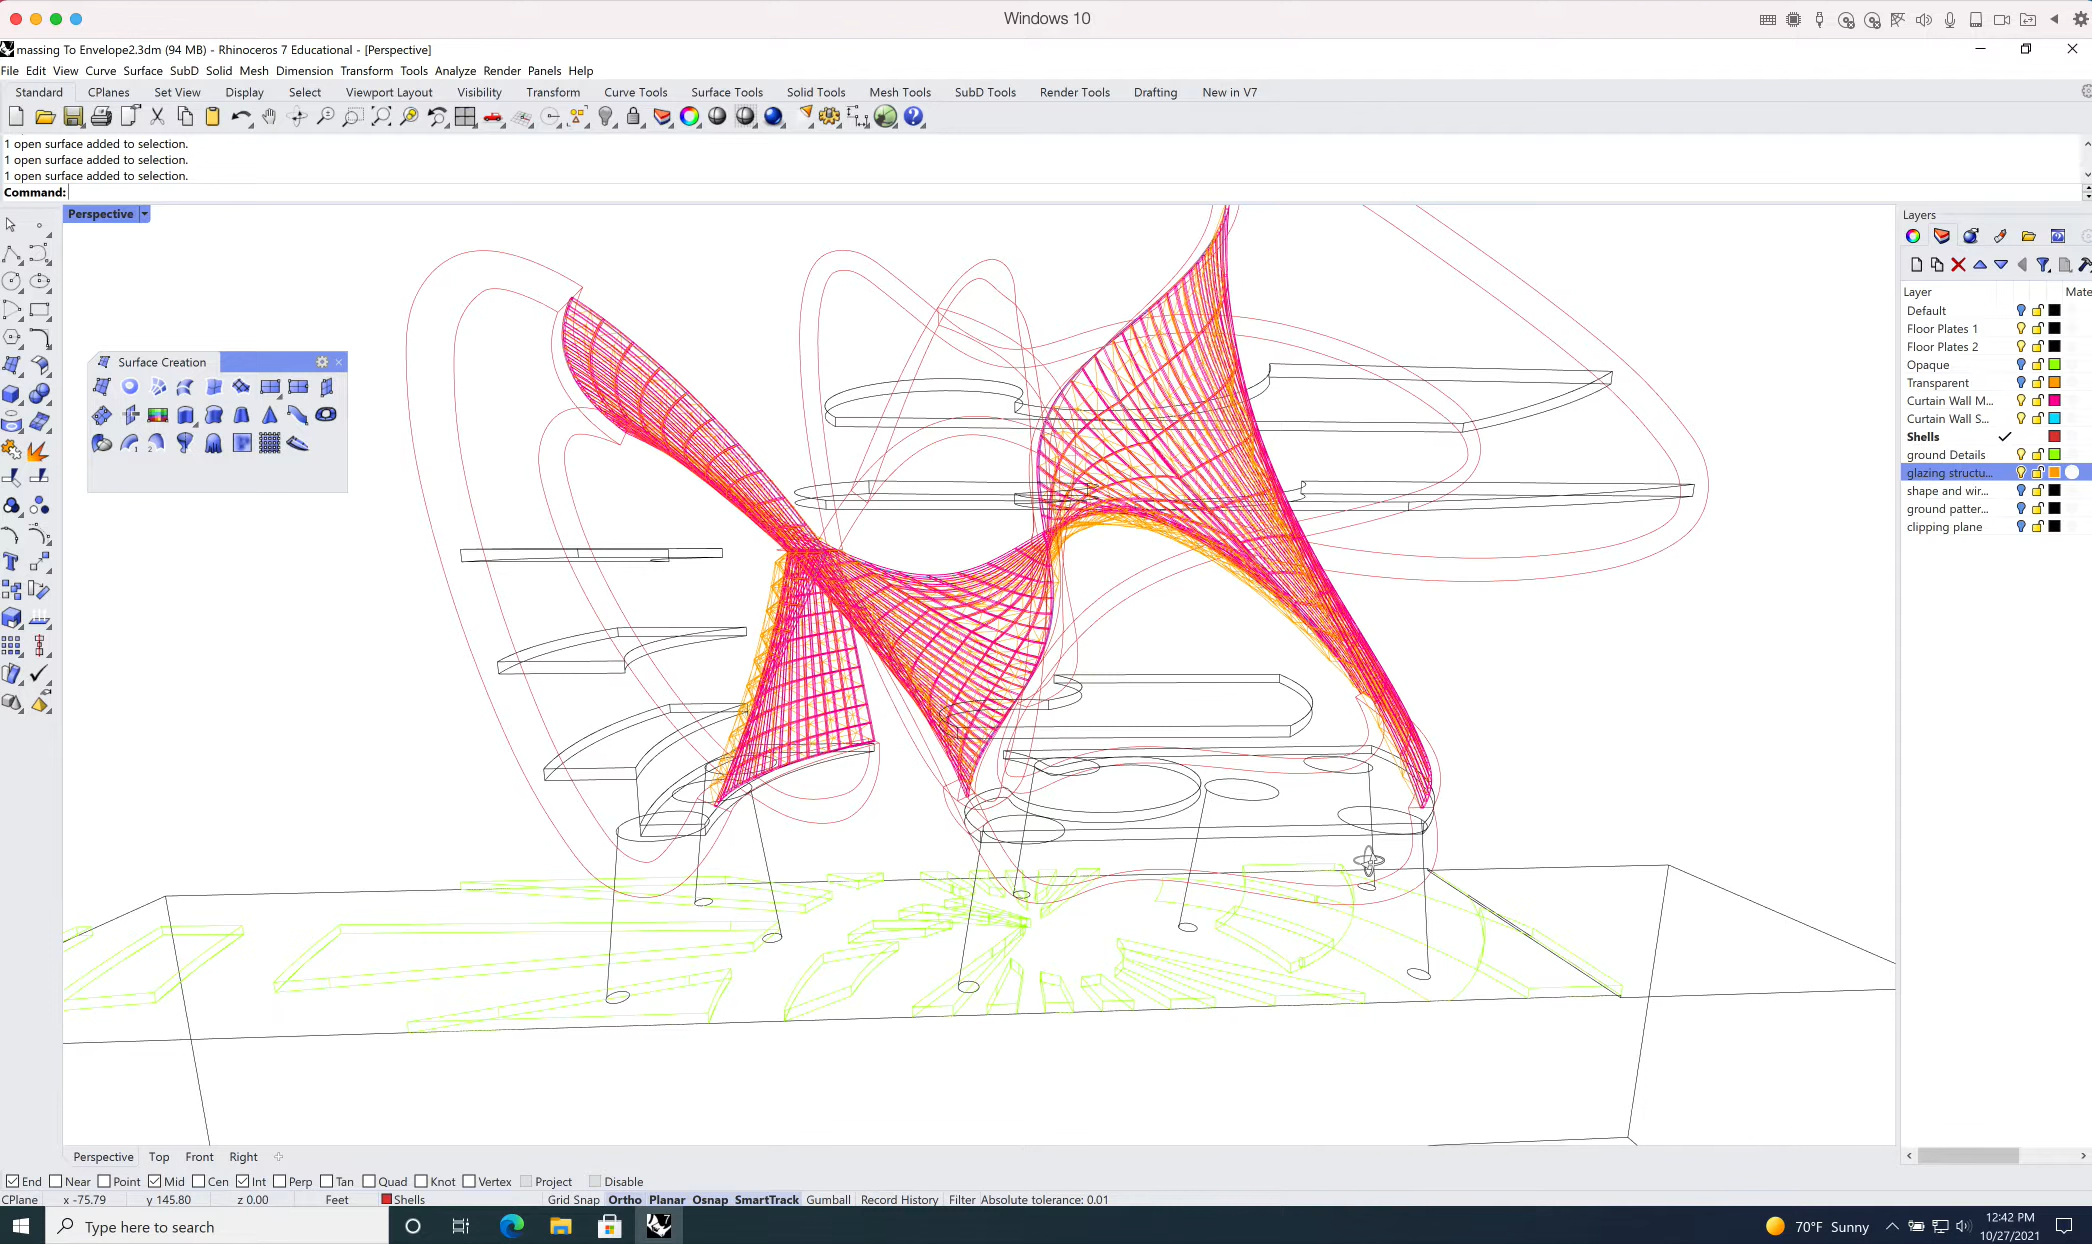 Windows 10
massing To Envelope2.3dm (94 MB) - Rhinoceros 7 Educational - [Perspective]
File Edit View Curve Surface SubD Solid Mesh Dimension Transform Tools Analyze Render Panels Help
Standard CPlanes Set View Display Select Viewport Layout Visibility Transform Curve Tools Surface Tools Solid Tools Mesh Tools SubD Tools Render Tools Drafting New in V7
1 open surface added to selection.
1 open surface added to selection.
1 open surface added to selection.
Command:
Perspective
Layers
Surface Creation
Layer Mate
Default
Floor Plates 1
Floor Plates 2
Opaque
Transparent
Curtain Wall M...
Curtain Wall S...
Shells
ground Details
glazing structu...
shape and wir...
ground patter...
clipping plane
Perspective Top Front Right
End Near Point Mid Cen Int Perp Tan Quad Knot Vertex Project Disable
CPlane x -75.79 y 145.80 z 0.00 Feet Shells Grid Snap Ortho Planar Osnap SmartTrack Gumball Record History Filter Absolute tolerance: 0.01
Type here to search
70°F Sunny
12:42 PM
10/27/2021